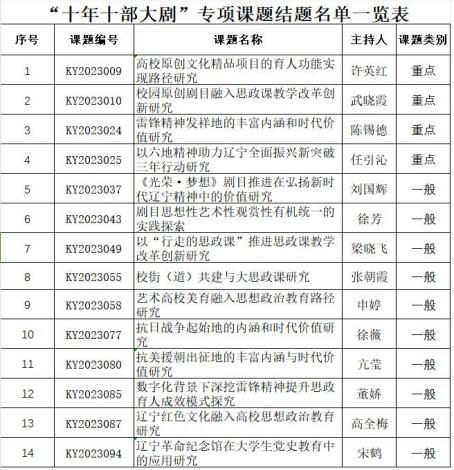 “十年十部大剧”专项课题结题名单一览表
序号 课题编号 课题名称 主持人 课题类别
1 KY2023009 高校原创文化精品项目的育人功能实 许英红 重点
现路径研究
2 KY2023010 校园原创剧目融入思政课教学改革创 武晓霞 重点
新研究
3 KY2023024 雷锋精神发祥地的丰富内涵和时代价 陈锡德 重点
值研究
4 KY2023025 以六地精神助力辽宁全面振兴新突破 任引沁 重点
三年行动研究
5 KY2023037 《光荣·梦想》剧目推进在弘扬新时 刘国辉 一般
代辽宁精神中的价值研究
6 KY2023043 剧目思想性艺术性观赏性有机统一的 徐芳 一般
实践探索
7 KY2023049 以“行走的思政课”推进思政课教学 梁晓飞 一般
改革创新研究
8 KY2023055 校街（道）共建与大思政课研究 张朝霞 一般
9 KY2023058 艺术高校美育融入思想政治教育路径 申婷 一般
研究
10 KY2023077 抗日战争起始地的内涵和时代价值研 徐薇 一般
究
11 KY2023080 抗美援朝出征地的丰富内涵与时代价 亢莹 一般
值研究
12 KY2023085 数字化背景下深挖雷锋精神提升思政 董娇 一般
育人成效模式探究
13 KY2023087 辽宁红色文化融入高校思想政治教育 高全梅 一般
研究
14 KY2023094 辽宁革命纪念馆在大学生党史教育中 宋鹤 一般
的应用研究